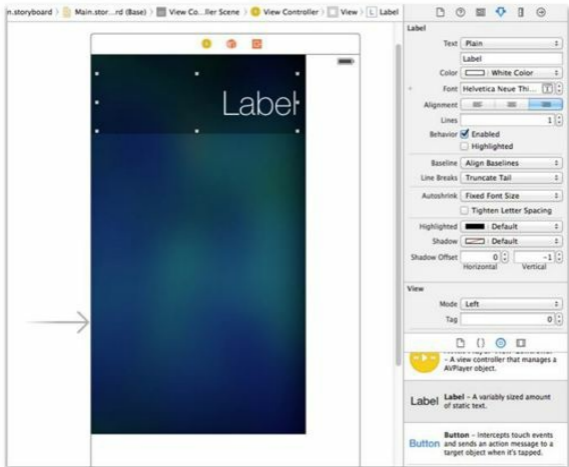 n.storyboard Main.stor...rd (Base) View Co...ller Scene View Controller View L Label
Label
Label
Text Plain
Label
Color White Color
Font Helvetica Neue Thi... T
Alignment
Lines 1
Behavior Enabled
Highlighted
Baseline Align Baselines
Line Breaks Truncate Tail
Autoshrink Fixed Font Size
Tighten Letter Spacing
Highlighted Default
Shadow Default
Shadow Offset 0 -1
Horizontal Vertical
View
Mode Left
Tag 0
{}
– A view controller that manages a
AVPlayer object.
Label Label – A variably sized amount
of static text.
Button – Intercepts touch events
Button and sends an action message to a
target object when it's tapped.